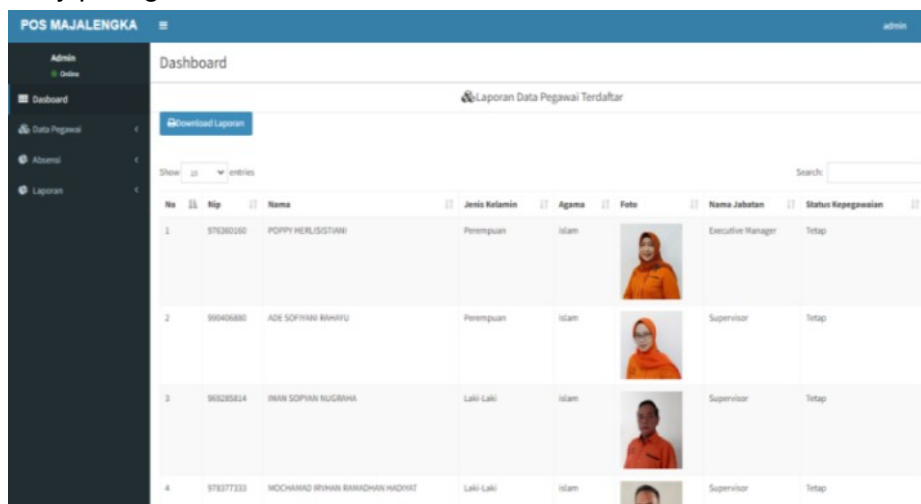 POS MAJALENGKA
admin
Admin
Online
Dashboard
Dasboard
Laporan Data Pegawai Terdaftar
Data Pegawai
Download Laporan
Absensi
Show 10 entries
Search:
Laporan
No Nip Nama Jenis Kelamin Agama Foto Nama Jabatan Status Kepegawaian
1 976360160 POPPY HERLISISTIANI Perempuan islam Executive Manager Tetap
2 990406880 ADE SOFIYANI RAHAYU Perempuan islam Supervisor Tetap
3 969285814 IMAN SOPYAN NUGRAHA Laki-Laki islam Supervisor Tetap
4 978377333 MOCHAMAD IRVHAN RAMADHAN HADIYAT Laki-Laki islam Supervisor Tetap